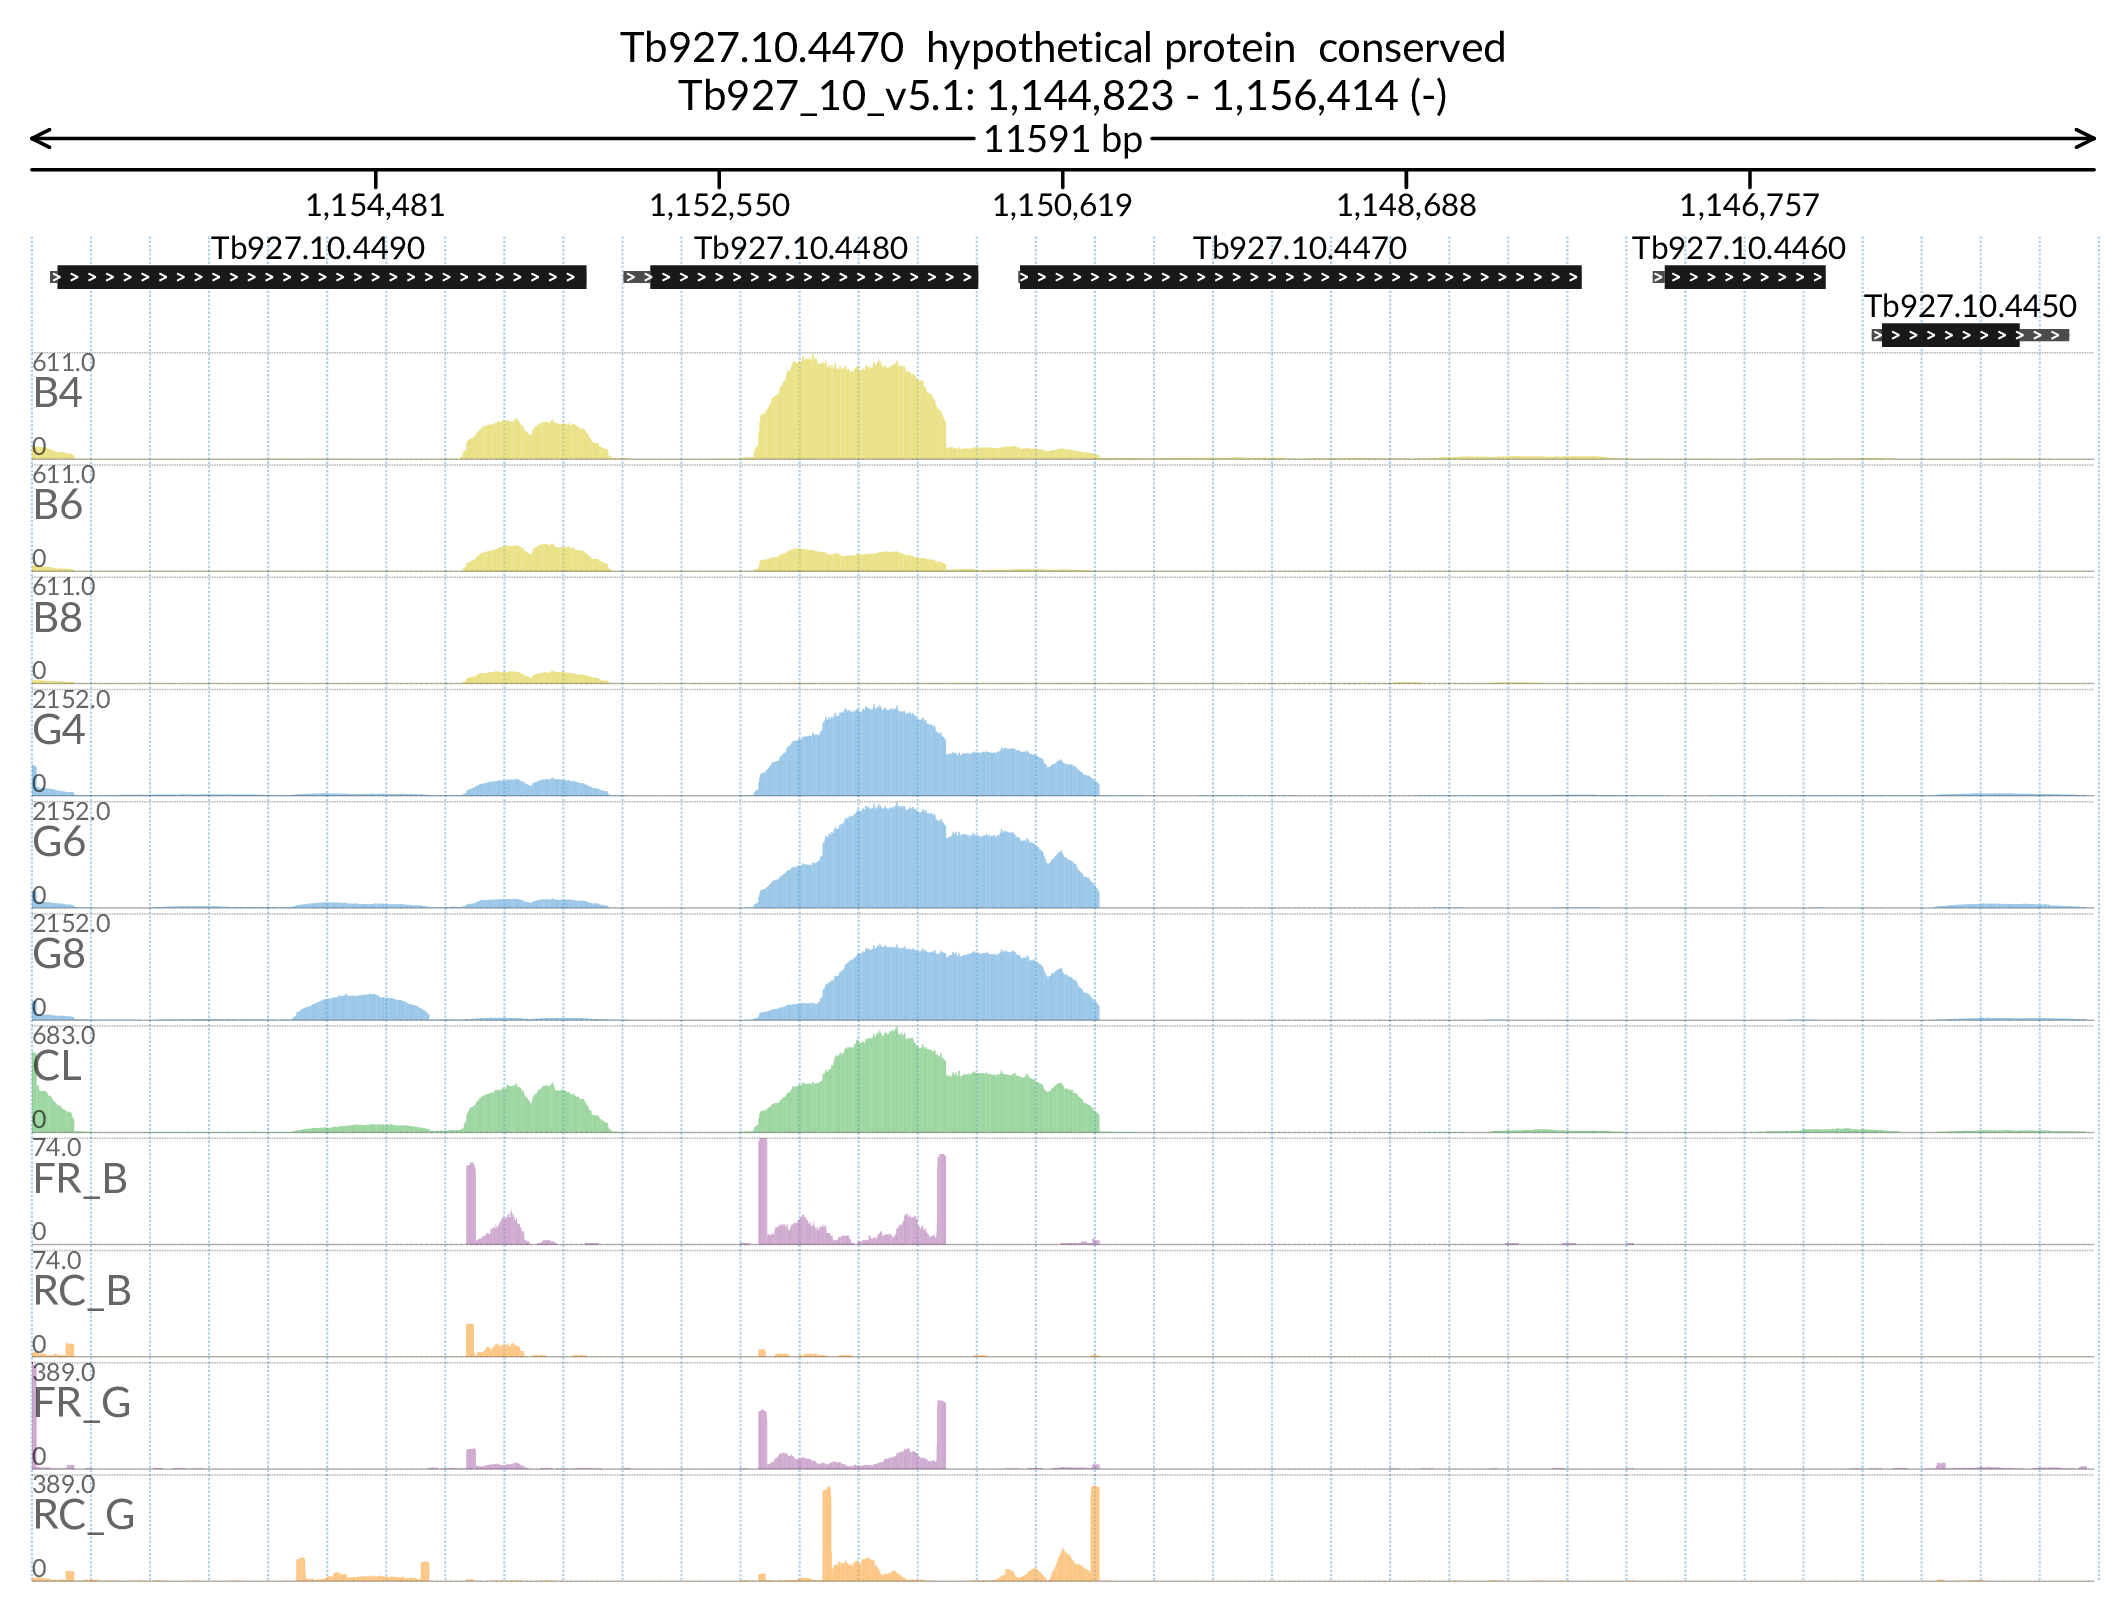 Tb927.10.4470  hypothetical protein  conserved
Tb927_10_v5.1: 1,144,823 - 1,156,414 (-)
11591 bp
1,154,481 1,152,550 1,150,619 1,148,688 1,146,757
Tb927.10.4490 Tb927.10.4480 Tb927.10.4470 Tb927.10.4460
Tb927.10.4450
611.0
B4
0
611.0
B6
0
611.0
B8
0
2152.0
G4
0
2152.0
G6
0
2152.0
G8
0
683.0
CL
0
74.0
FR_B
0
74.0
RC_B
0
389.0
FR_G
0
389.0
RC_G
0